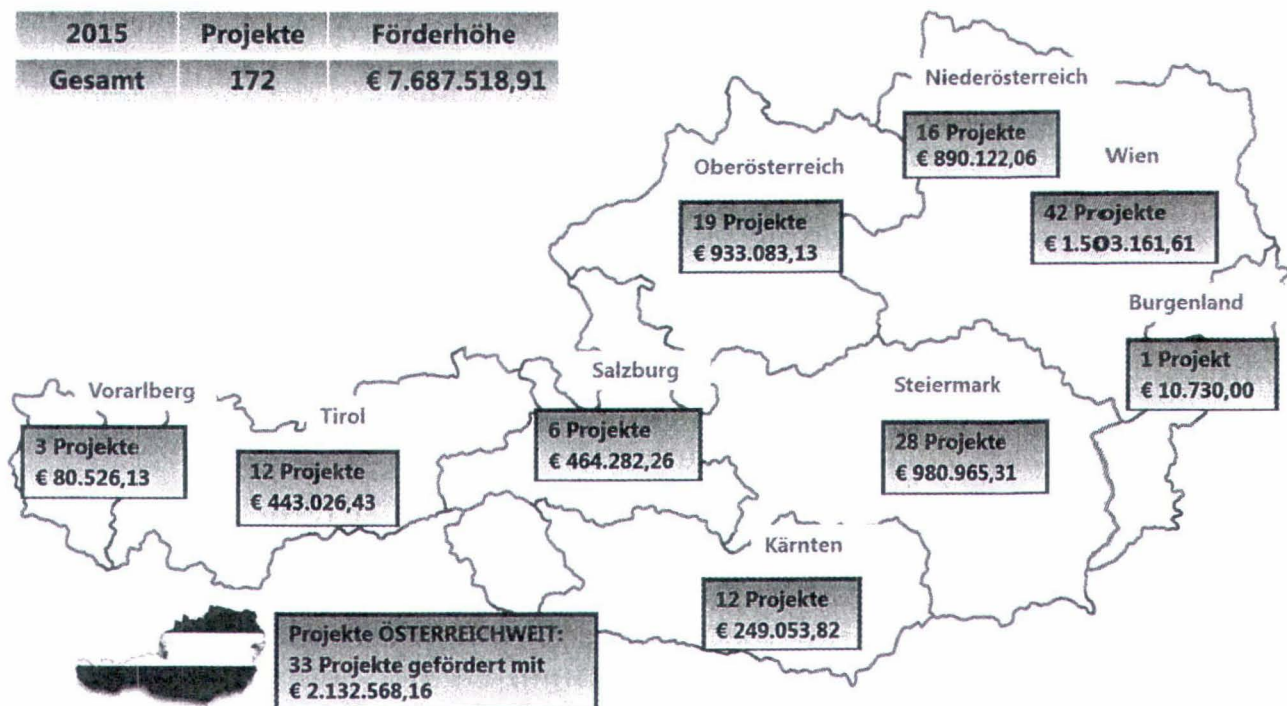 2015 Projekte Förderhöhe
Gesamt 172 € 7.687.518,91
Niederösterreich
16 Projekte
€ 890.122,06
Wien
42 Projekte
€ 1.503.161,61
Oberösterreich
19 Projekte
€ 933.083,13
Burgenland
1 Projekt
€ 10.730,00
Salzburg
6 Projekte
€ 464.282,26
Steiermark
28 Projekte
€ 980.965,31
Vorarlberg
3 Projekte
€ 80.526,13
Tirol
12 Projekte
€ 443.026,43
Kärnten
12 Projekte
€ 249.053,82
Projekte ÖSTERREICHWEIT:
33 Projekte gefördert mit
€ 2.132.568,16